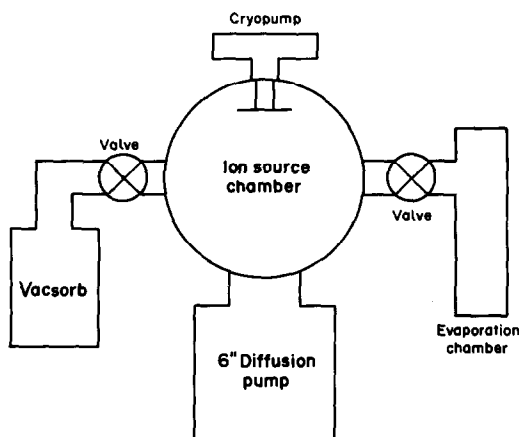 Cryopump
Valve
Ion source
chamber
Valve
Vacsorb
Evaporation
chamber
6" Diffusion
pump